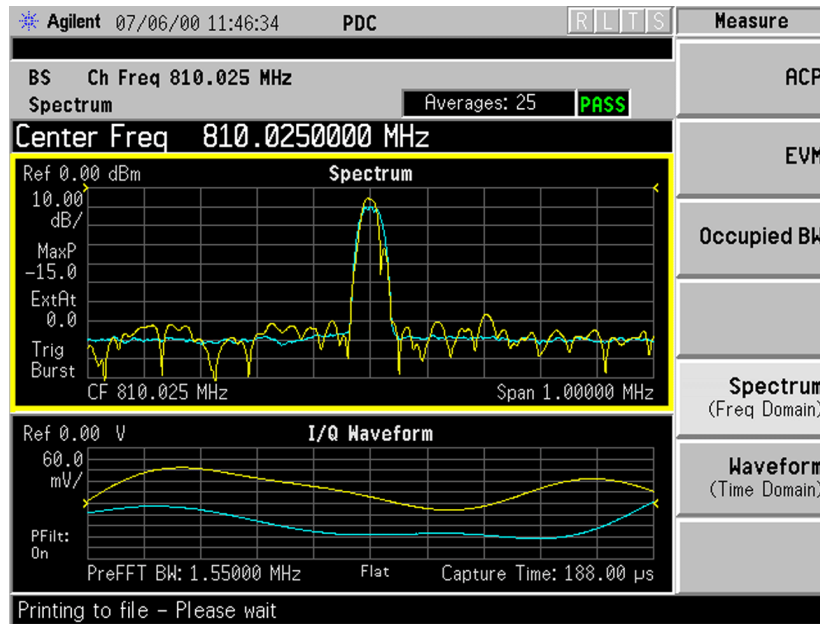 Agilent 07/06/00 11:46:34 PDC R L T S Measure
BS Ch Freq 810.025 MHz
Spectrum Averages: 25 PASS
Center Freq 810.0250000 MHz
Ref 0.00 dBm Spectrum
10.00
dB/
MaxP
-15.0
ExtAt
0.0
Trig
Burst
CF 810.025 MHz Span 1.00000 MHz
Ref 0.00 V I/Q Waveform
60.0
mV/
PFilt:
On
PreFFT BW: 1.55000 MHz Flat Capture Time: 188.00 µs
Printing to file – Please wait
ACP
EVM
Occupied BW
Spectrum
(Freq Domain)
Waveform
(Time Domain)